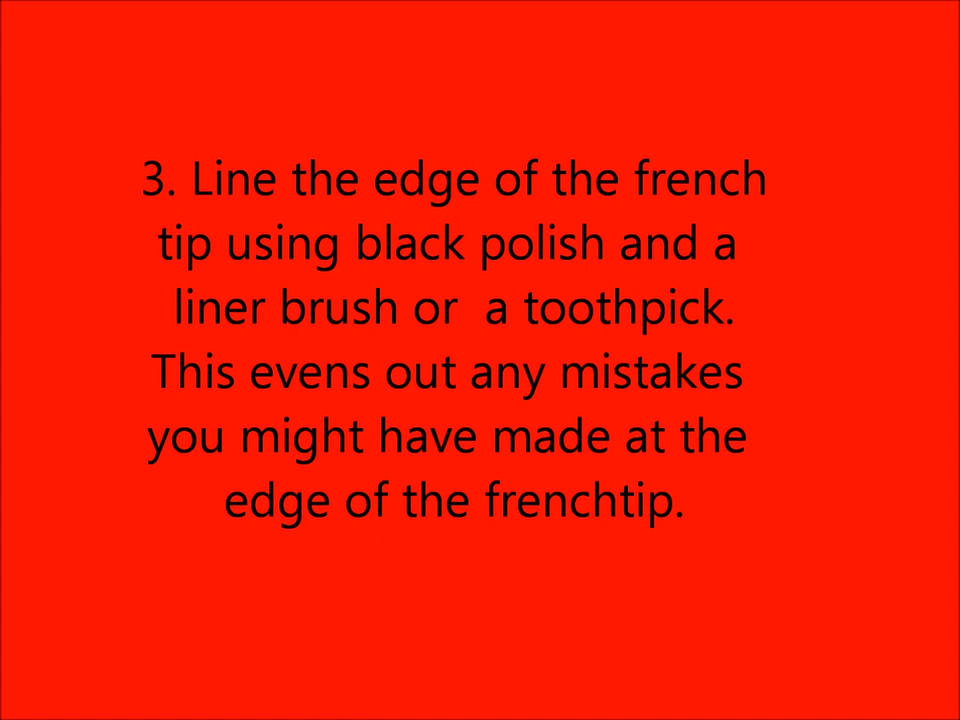 3. Line the edge of the french
tip using black polish and a
liner brush or  a toothpick.
This evens out any mistakes
you might have made at the
edge of the frenchtip.